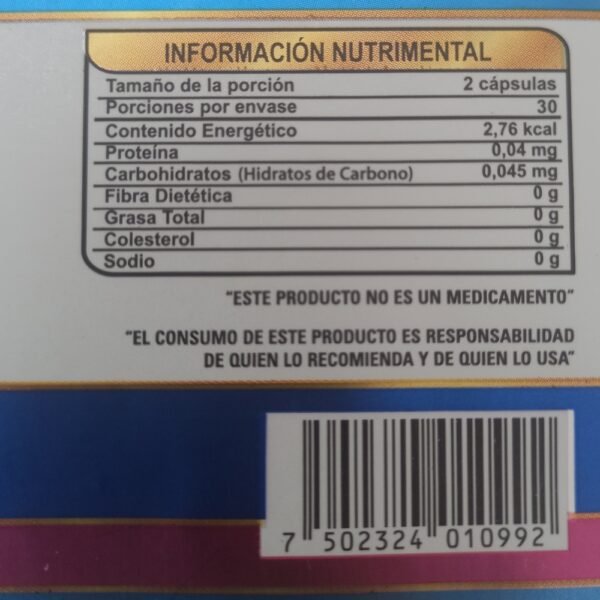 INFORMACIÓN NUTRIMENTAL
Tamaño de la porción 2 cápsulas
Porciones por envase 30
Contenido Energético 2,76 kcal
Proteína 0,04 mg
Carbohidratos (Hidratos de Carbono) 0,045 mg
Fibra Dietética 0 g
Grasa Total 0 g
Colesterol 0 g
Sodio 0 g
"ESTE PRODUCTO NO ES UN MEDICAMENTO"
"EL CONSUMO DE ESTE PRODUCTO ES RESPONSABILIDAD
DE QUIEN LO RECOMIENDA Y DE QUIEN LO USA"
7 502324 010992